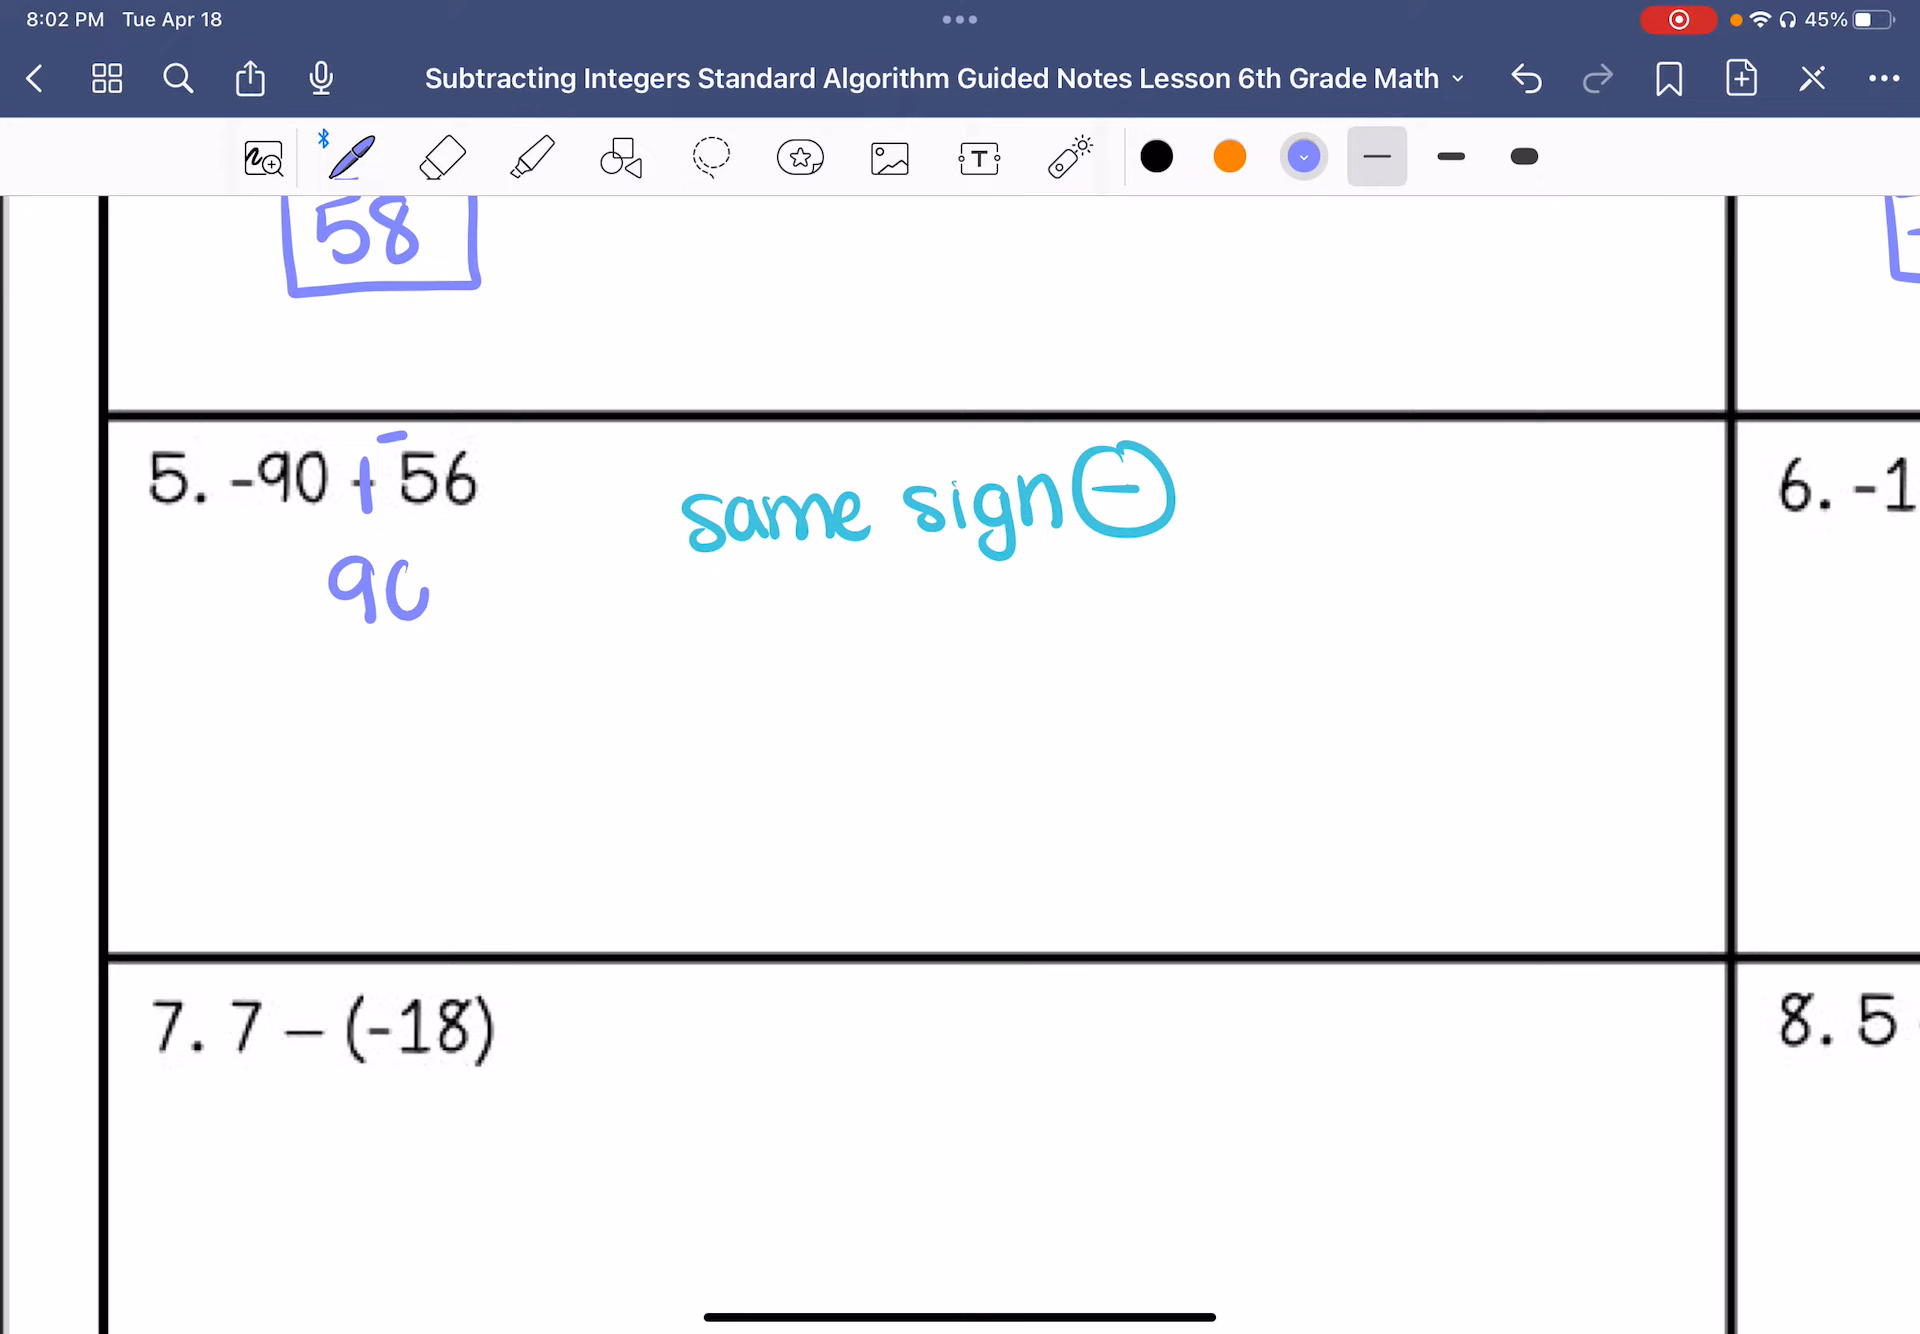 8:02 PM Tue Apr 18
45%
Subtracting Integers Standard Algorithm Guided Notes Lesson 6th Grade Math
T
58
5. -90 + -56
same sign -
90
6. -1
7. 7 – (-18)
8. 5